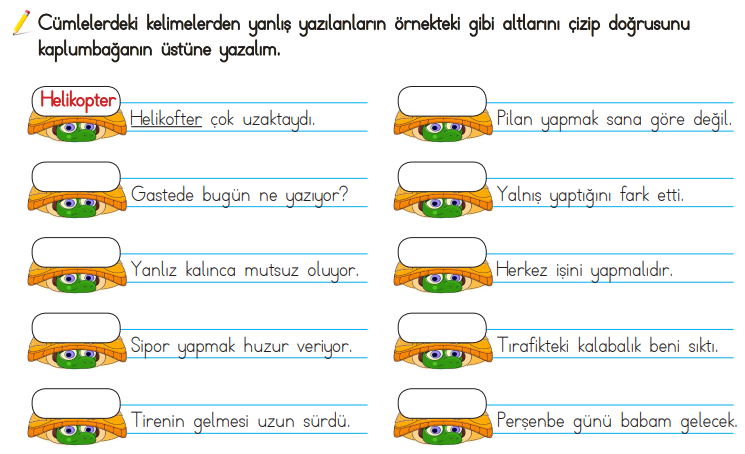 Cümlelerdeki kelimelerden yanlış yazılanların örnekteki gibi altlarını çizip doğrusunu
kaplumbağanın üstüne yazalım.
Helikopter
Helikofter çok uzaktaydı.
Gastede bugün ne yazıyor?
Yanlız kalınca mutsuz oluyor.
Sipor yapmak huzur veriyor.
Tirenin gelmesi uzun sürdü.
Pilan yapmak sana göre değil.
Yalnış yaptığını fark etti.
Herkez işini yapmalıdır.
Tırafikteki kalabalık beni sıktı.
Perşenbe günü babam gelecek.